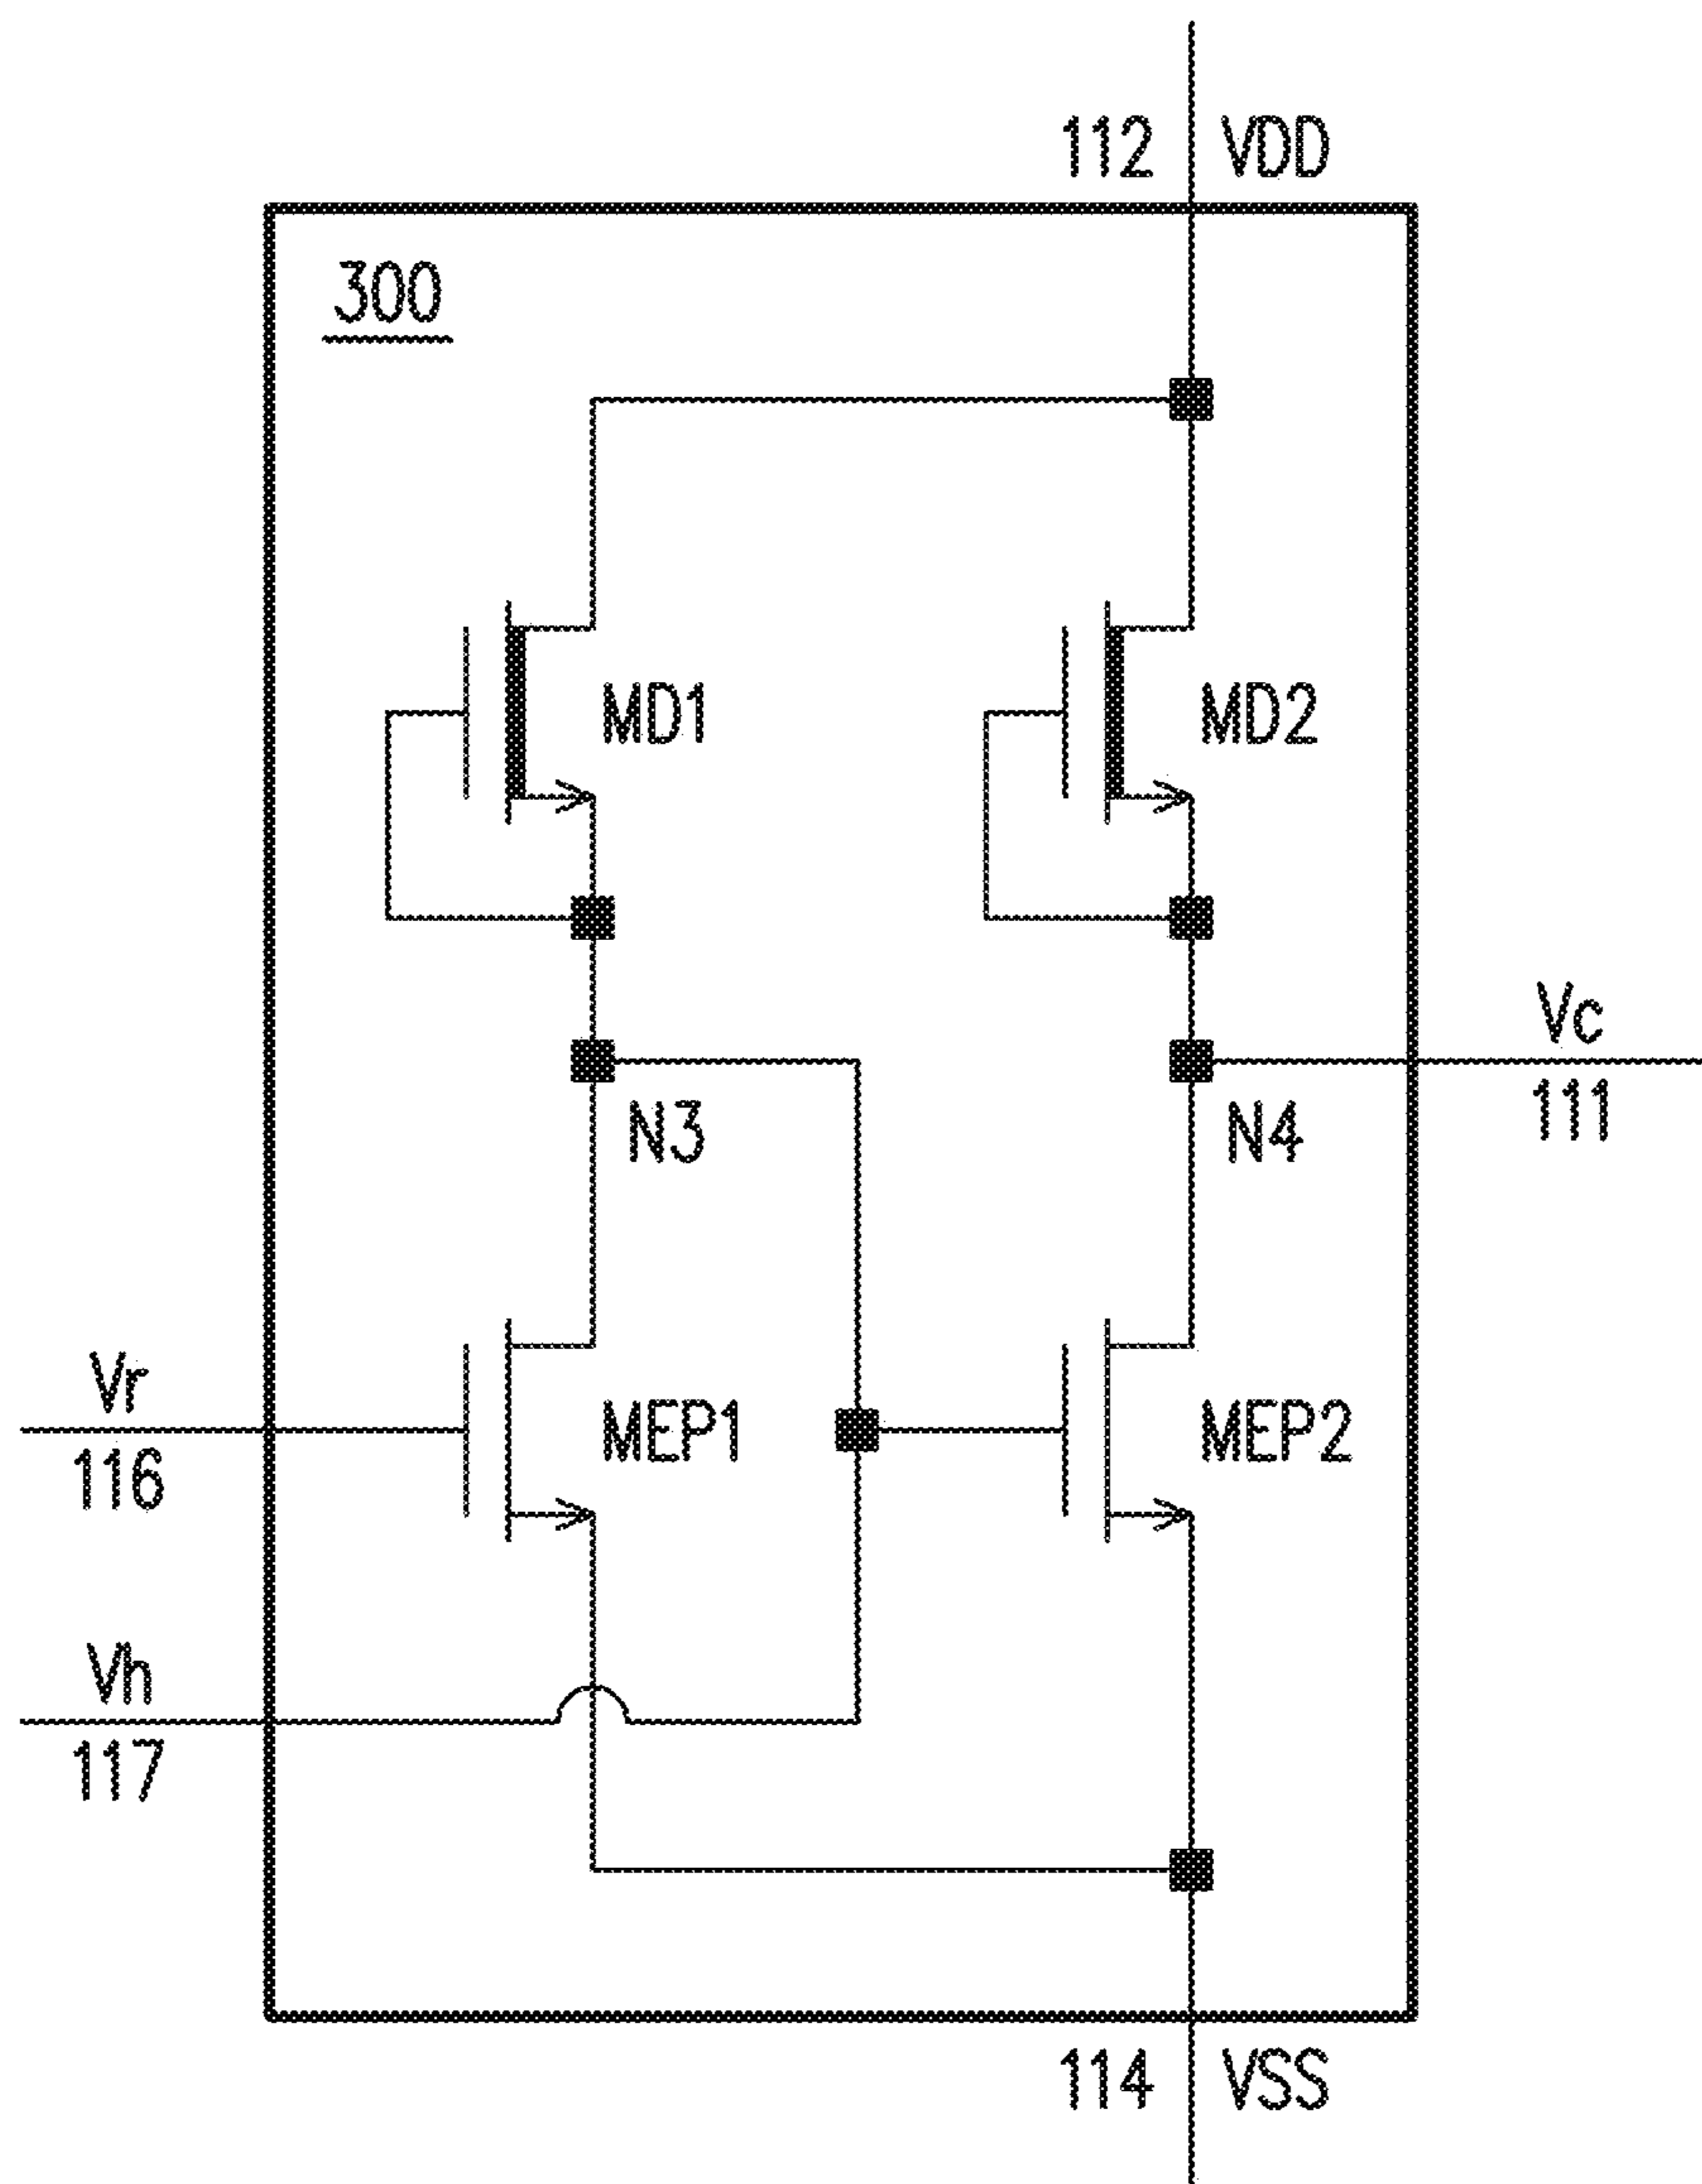 112 VDD
300
MD1 MD2
Vc
111
N3 N4
Vr
116
MEP1 MEP2
Vh
117
114 VSS